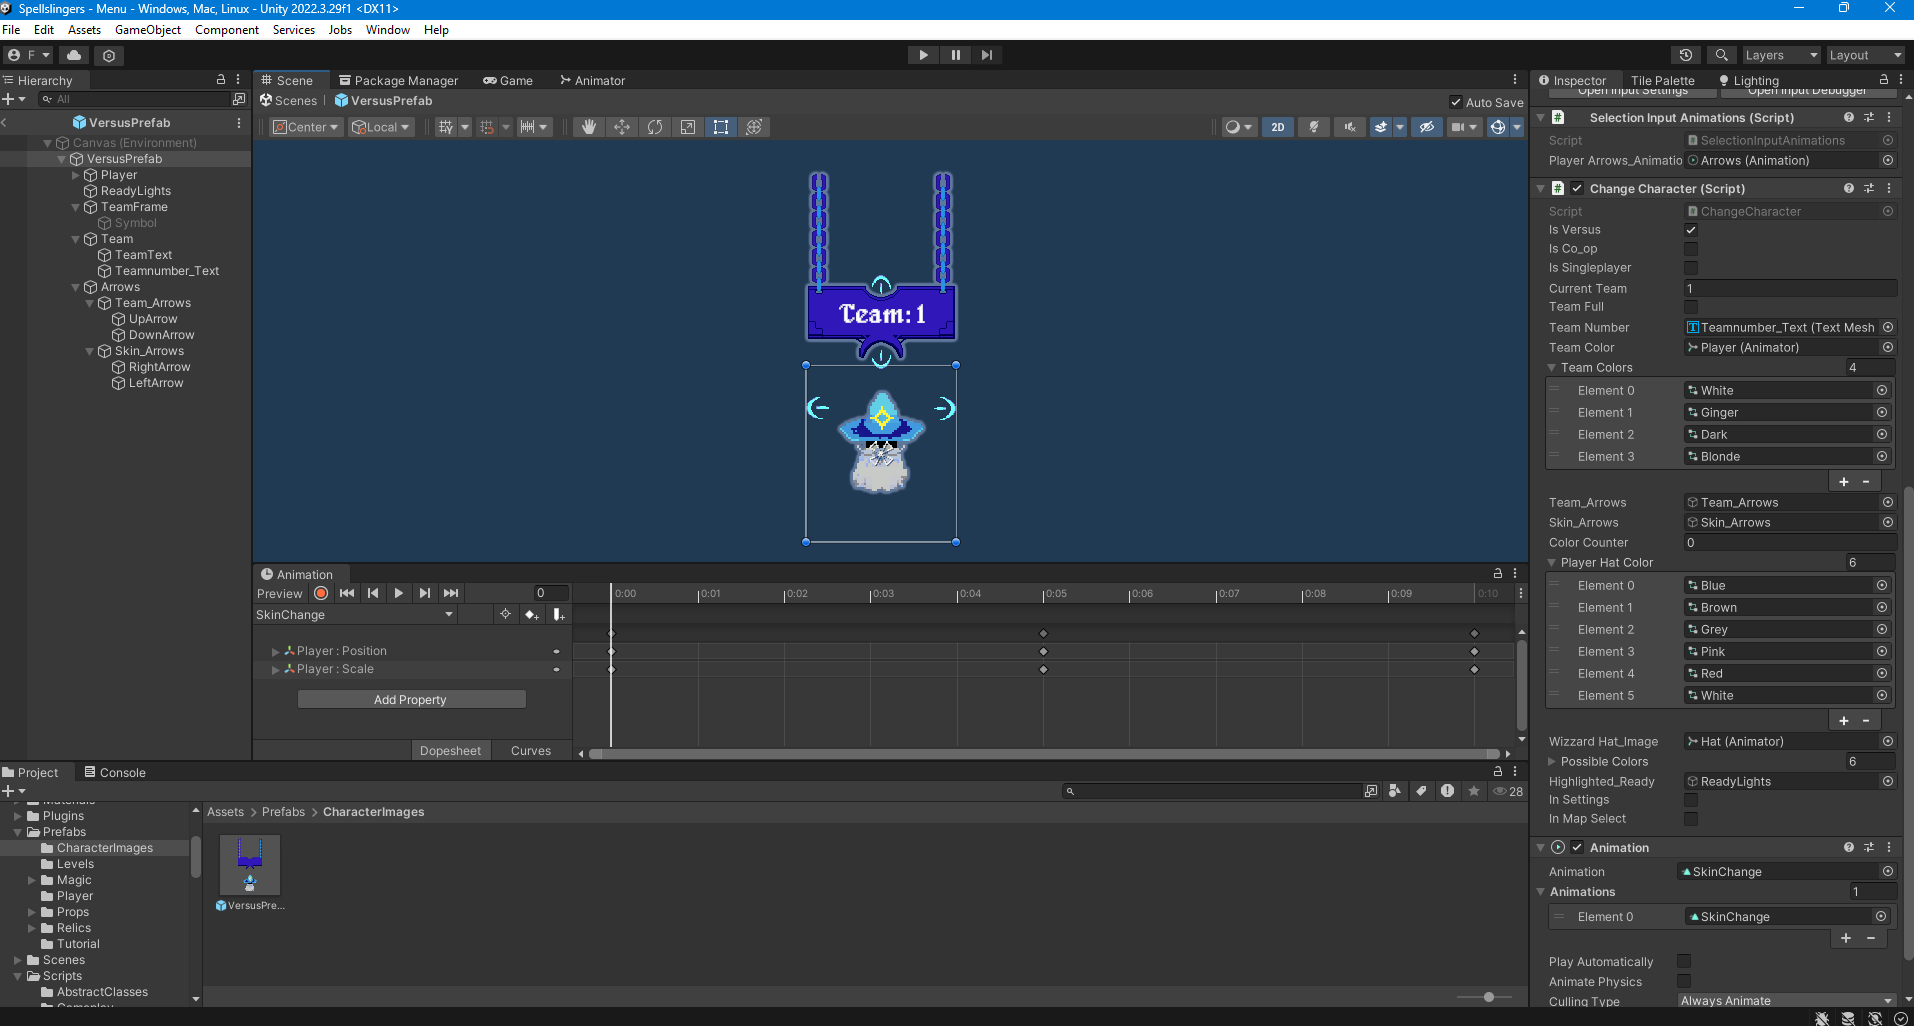 Spellslingers - Menu - Windows, Mac, Linux - Unity 2022.3.29f1 <DX11>
File Edit Assets GameObject Component Services Jobs Window Help
F Layers Layout
Hierarchy
All
VersusPrefab
Canvas (Environment)
VersusPrefab
Player
ReadyLights
TeamFrame
Symbol
Team
TeamText
Teamnumber_Text
Arrows
Team_Arrows
UpArrow
DownArrow
Skin_Arrows
RightArrow
LeftArrow
Scene Package Manager Game Animator
Scenes VersusPrefab Auto Save
Center Local 2D
Team:1
Animation
Preview 0 0:00 0:01 0:02 0:03 0:04 0:05 0:06 0:07 0:08 0:09 0:10
SkinChange
Player : Position
Player : Scale
Add Property
Dopesheet Curves
Project Console
28
Plugins
Prefabs
CharacterImages
Levels
Magic
Player
Props
Relics
Tutorial
Scenes
Scripts
AbstractClasses
Assets > Prefabs > CharacterImages
VersusPre...
Inspector Tile Palette Lighting
Open Input Settings Open Input Debugger
Selection Input Animations (Script)
Script SelectionInputAnimations
Player Arrows_Animatio Arrows (Animation)
Change Character (Script)
Script ChangeCharacter
Is Versus
Is Co_op
Is Singleplayer
Current Team 1
Team Full
Team Number Teamnumber_Text (Text Mesh
Team Color Player (Animator)
Team Colors 4
Element 0 White
Element 1 Ginger
Element 2 Dark
Element 3 Blonde
Team_Arrows Team_Arrows
Skin_Arrows Skin_Arrows
Color Counter 0
Player Hat Color 6
Element 0 Blue
Element 1 Brown
Element 2 Grey
Element 3 Pink
Element 4 Red
Element 5 White
Wizzard Hat_Image Hat (Animator)
Possible Colors 6
Highlighted_Ready ReadyLights
In Settings
In Map Select
Animation
Animation SkinChange
Animations 1
Element 0 SkinChange
Play Automatically
Animate Physics
Culling Type Always Animate